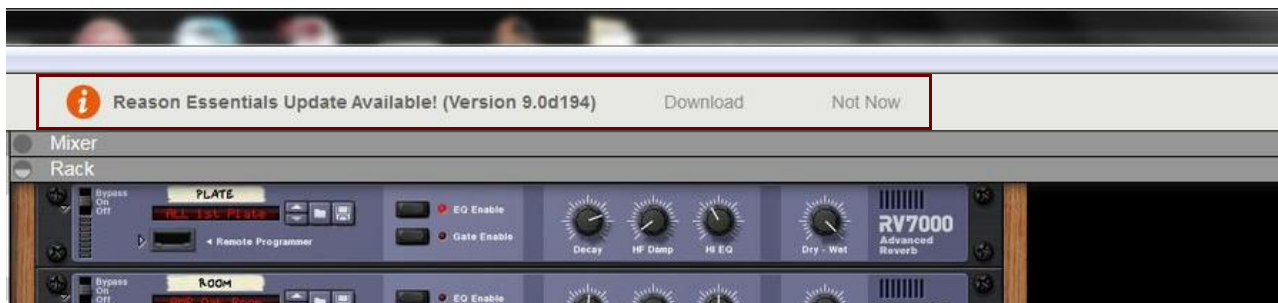 Reason Essentials Update Available! (Version 9.0d194) Download Not Now
Mixer
Rack
Bypass
On
Off
PLATE
ALL 1st Plate
Remote Programmer
EQ Enable
Gate Enable
Decay HF Damp HI EQ Dry - Wet
RV7000
Advanced
Reverb
Bypass
On
Off
ROOM
EQ Enable